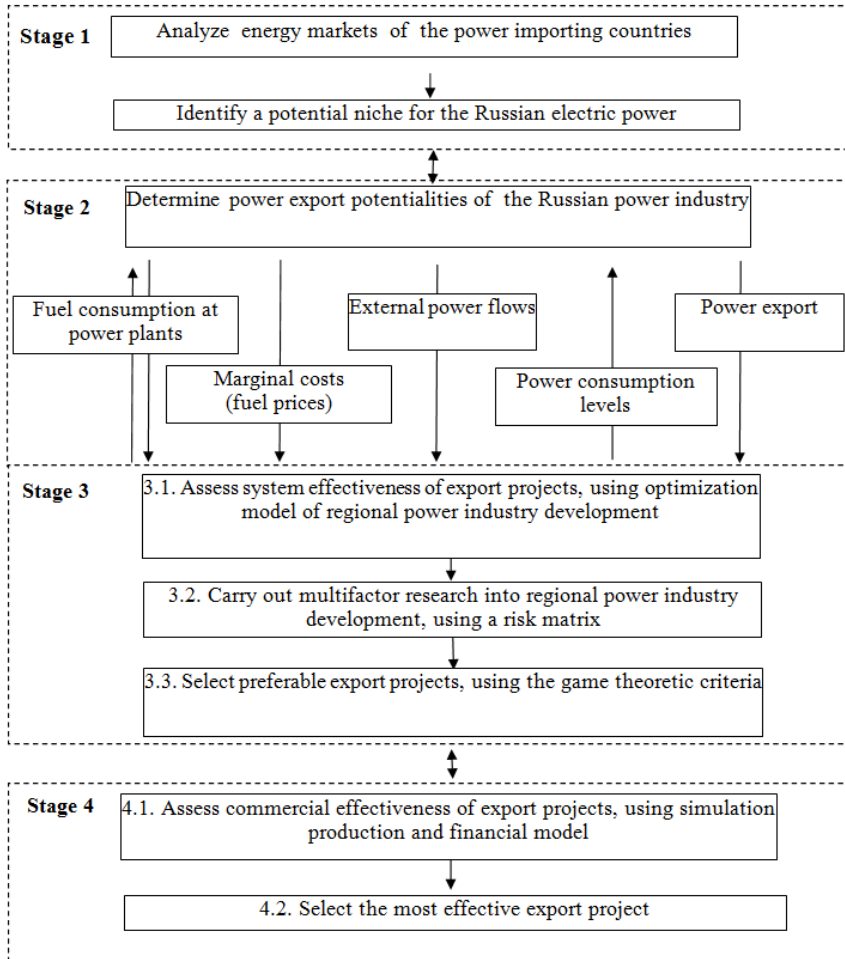 Stage 1
Analyze energy markets of the power importing countries
Identify a potential niche for the Russian electric power
Stage 2
Determine power export potentialities of the Russian power industry
Fuel consumption at
power plants
External power flows
Power export
Marginal costs
(fuel prices)
Power consumption
levels
Stage 3
3.1. Assess system effectiveness of export projects, using optimization
model of regional power industry development
3.2. Carry out multifactor research into regional power industry
development, using a risk matrix
3.3. Select preferable export projects, using the game theoretic criteria
Stage 4
4.1. Assess commercial effectiveness of export projects, using simulation
production and financial model
4.2. Select the most effective export project